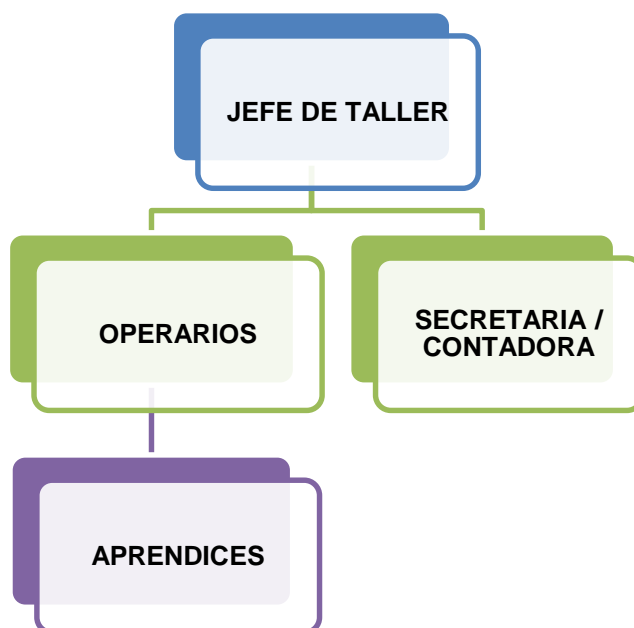 JEFE DE TALLER
OPERARIOS
SECRETARIA /
CONTADORA
APRENDICES